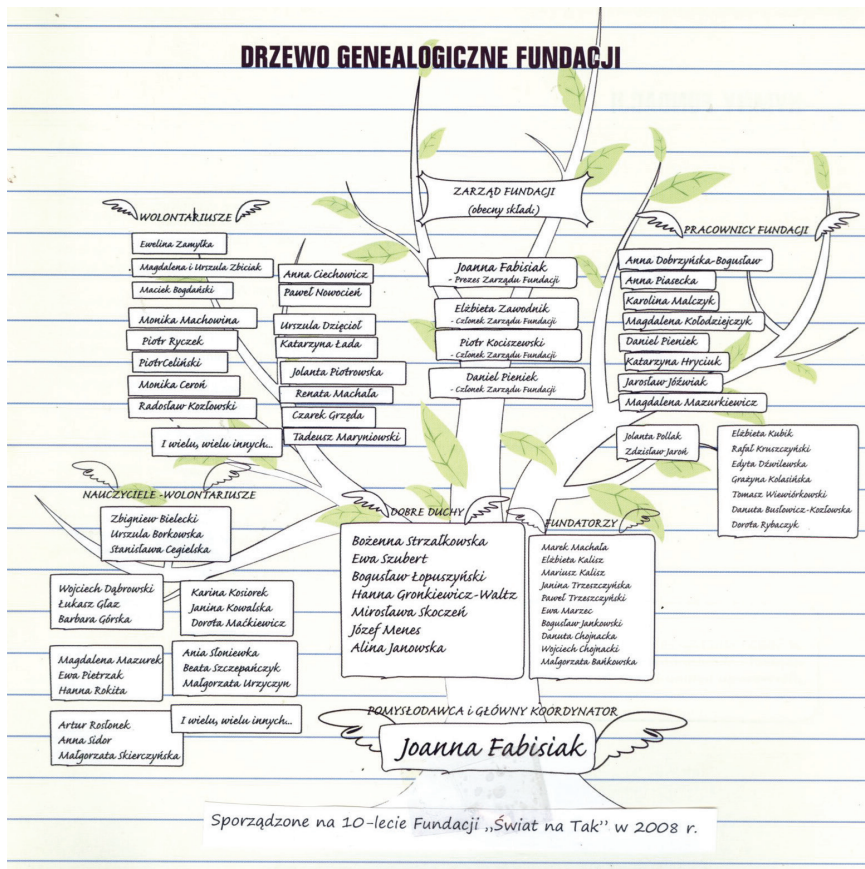 DRZEWO GENEALOGICZNE FUNDACJI
ZARZĄD FUNDACJI
(obecny skład:)
Joanna Fabisiak
- Prezes Zarządu Fundacji
Elżbieta Zawodnik
- Członek Zarządu Fundacji
Piotr Kociszewski
- Członek Zarządu Fundacji
Daniel Pieniek
- Członek Zarządu Fundacji
WOLONTARIUSZE
Ewelina Zamyłka
Magdalena i Urszula Zbiciak
Maciek Bogdański
Monika Machowina
Piotr Ryczek
PiotrCeliński
Monika Ceroń
Radosław Kozłowski
I wielu, wielu innych...
Anna Ciechowicz
Paweł Nowocień
Urszula Dzięcioł
Katarzyna Łada
Jolanta Piotrowska
Renata Machała
Czarek Grzęda
Tadeusz Maryniowski
PRACOWNICY FUNDACJI
Anna Dobrzyńska-Bogusław
Anna Piasecka
Karolina Malczyk
Magdalena Kołodziejczyk
Daniel Pieniek
Katarzyna Hryciuk
Jarosław Jóźwiak
Magdalena Mazurkiewicz
Jolanta Pollak
Zdzisław Jaroń
Elżbieta Kubik
Rafał Kruszczyński
Edyta Dźwilewska
Grażyna Kolasińska
Tomasz Wiewiórkowski
Danuta Busłowicz-Kozłowska
Dorota Rybaczyk
NAUCZYCIELE -WOLONTARIUSZE
Zbigniew Bielecki
Urszula Borkowska
Stanisława Cegielska
Wojciech Dąbrowski
Łukasz Glaz
Barbara Górska
Karina Kosiorek
Janina Kowalska
Dorota Maćkiewicz
Magdalena Mazurek
Ewa Pietrzak
Hanna Rokita
Ania Słoniewka
Beata Szczepańczyk
Małgorzata Urzyczyn
Artur Rosłonek
Anna Sidor
Małgorzata Skierczyńska
I wielu, wielu innych...
DOBRE DUCHY
Bożenna Strzałkowska
Ewa Szubert
Bogusław Łopuszyński
Hanna Gronkiewicz-Waltz
Mirosława Skoczeń
Józef Menes
Alina Janowska
FUNDATORZY
Marek Machała
Elżbieta Kalisz
Mariusz Kalisz
Janina Trzeszczyńska
Paweł Trzeszczyński
Ewa Marzec
Bogusław Jankowski
Danuta Chojnacka
Wojciech Chojnacki
Małgorzata Bańkowska
POMYSŁODAWCA i GŁÓWNY KOORDYNATOR
Joanna Fabisiak
Sporządzone na 10-lecie Fundacji „Świat na Tak” w 2008 r.